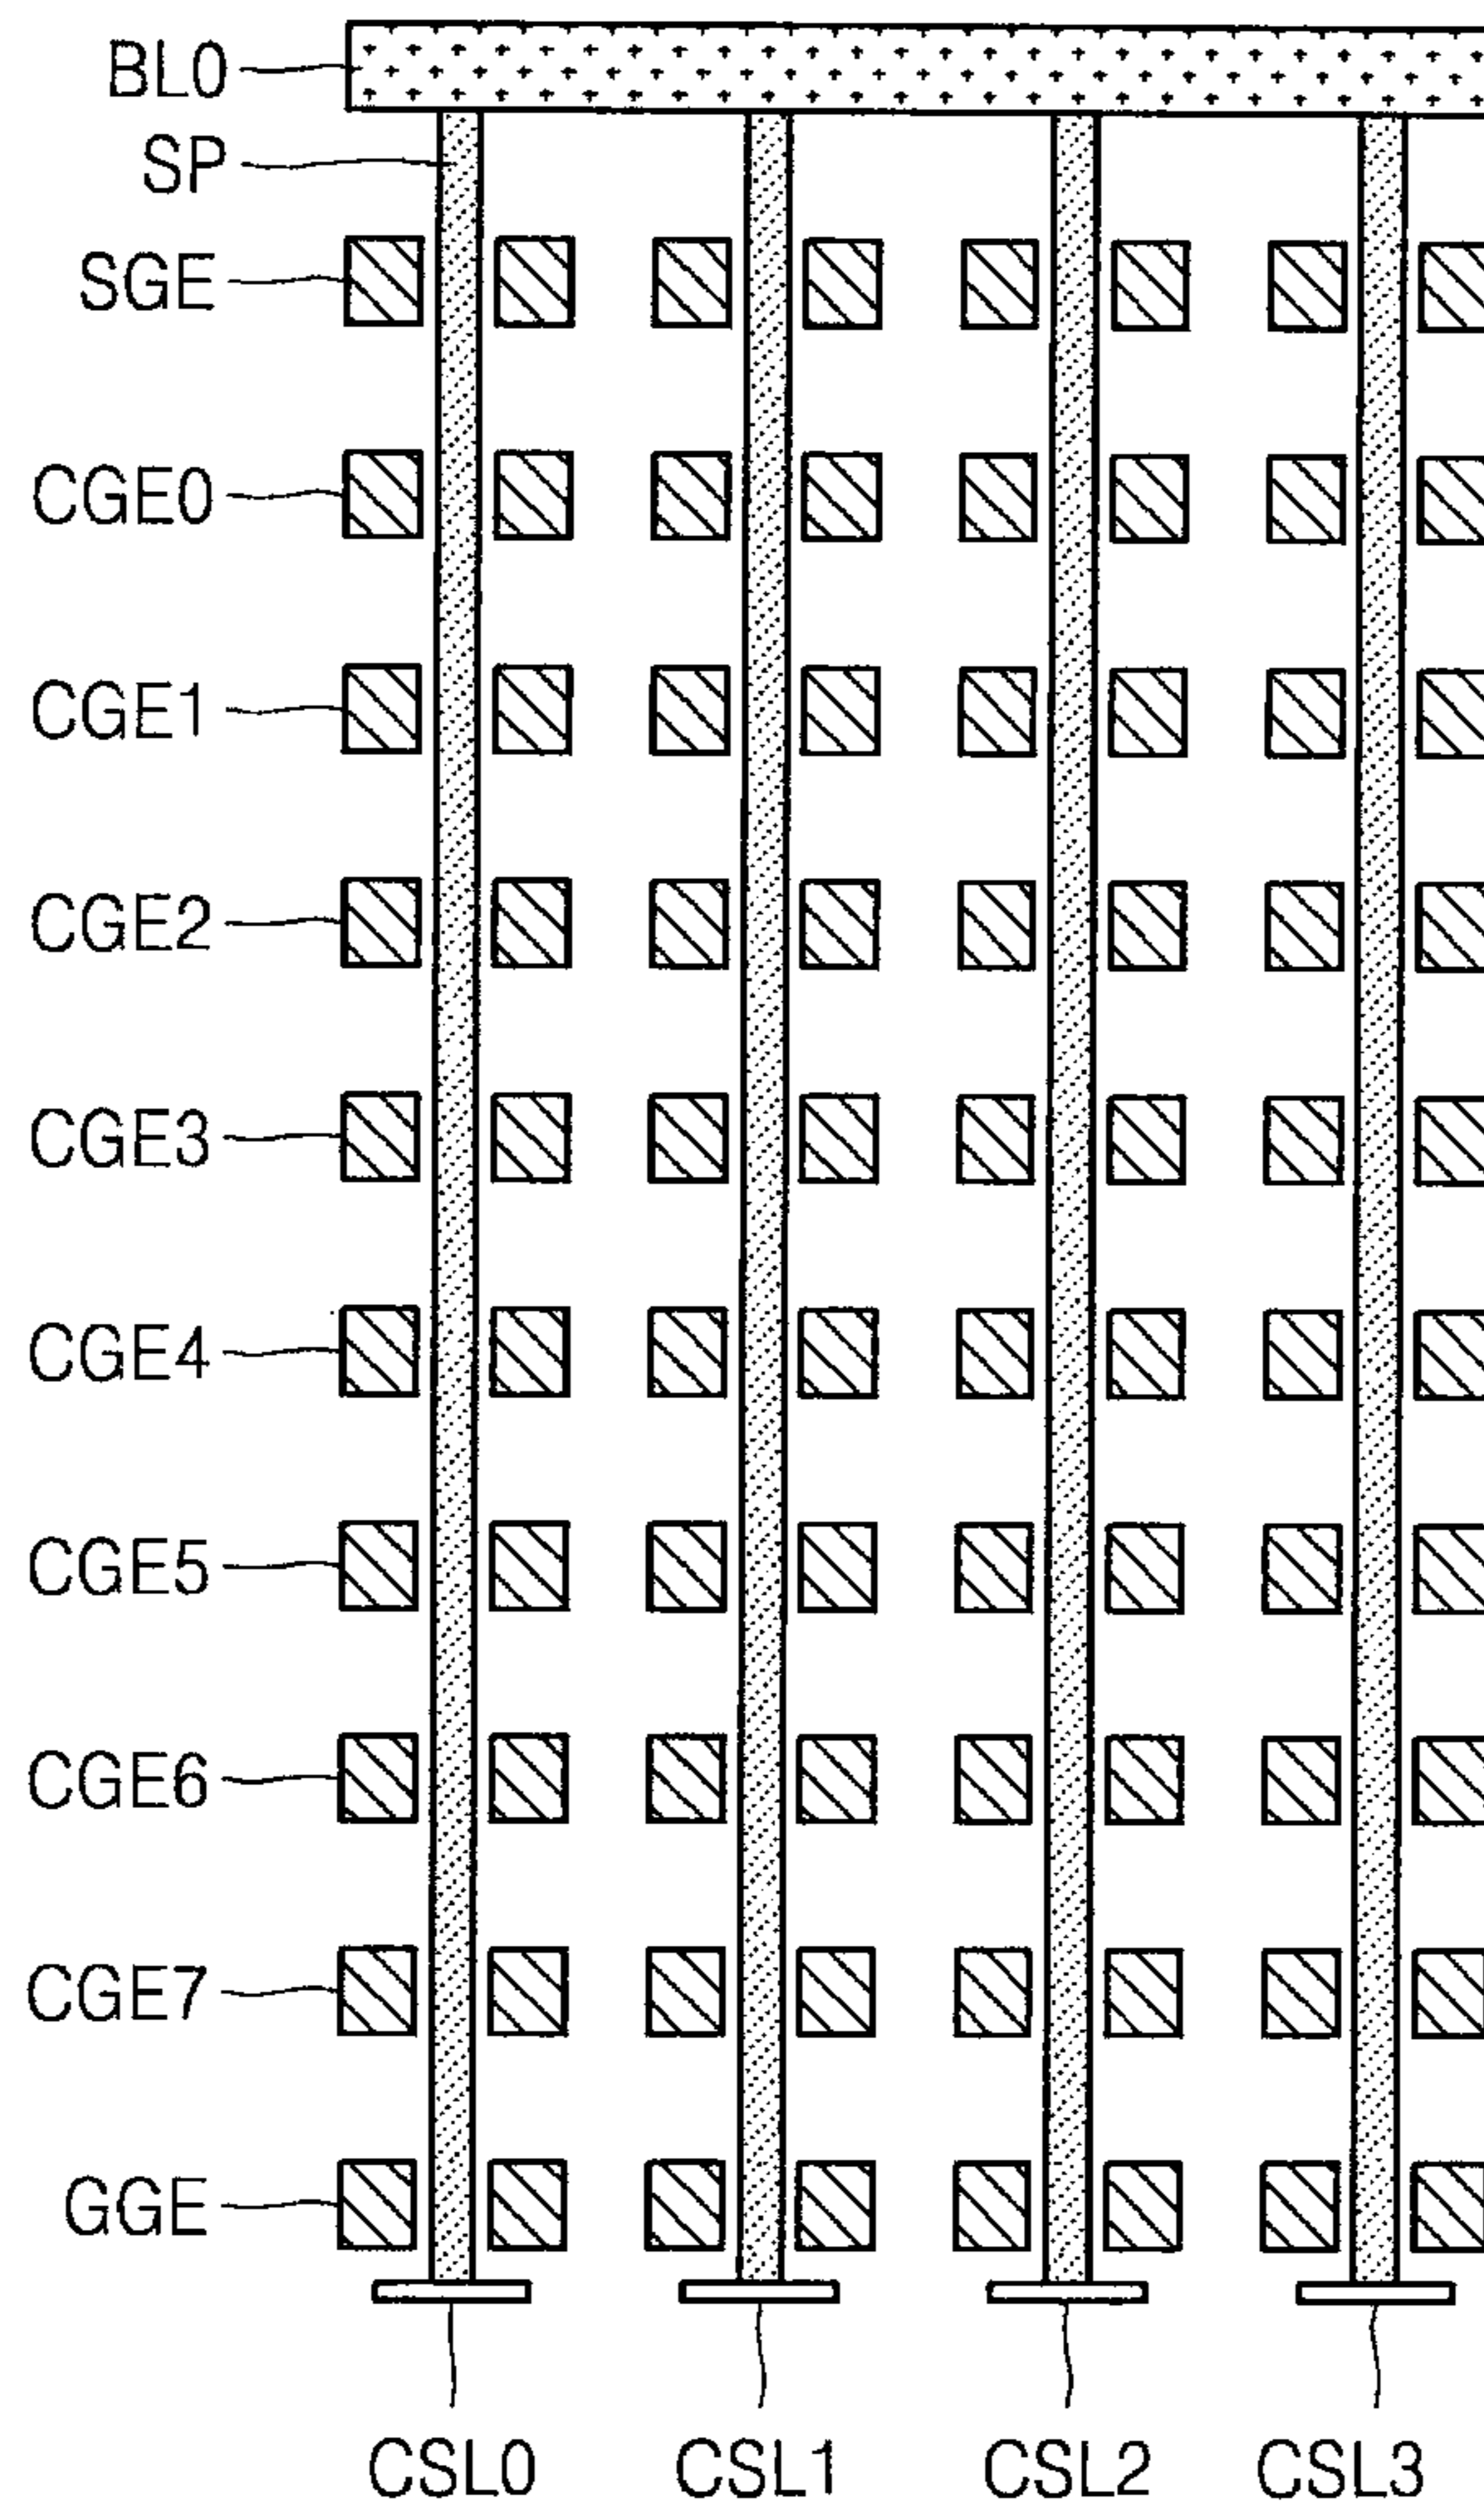 BL0
SP
SGE
CGE0
CGE1
CGE2
CGE3
CGE4
CGE5
CGE6
CGE7
GGE
CSL0 CSL1 CSL2 CSL3